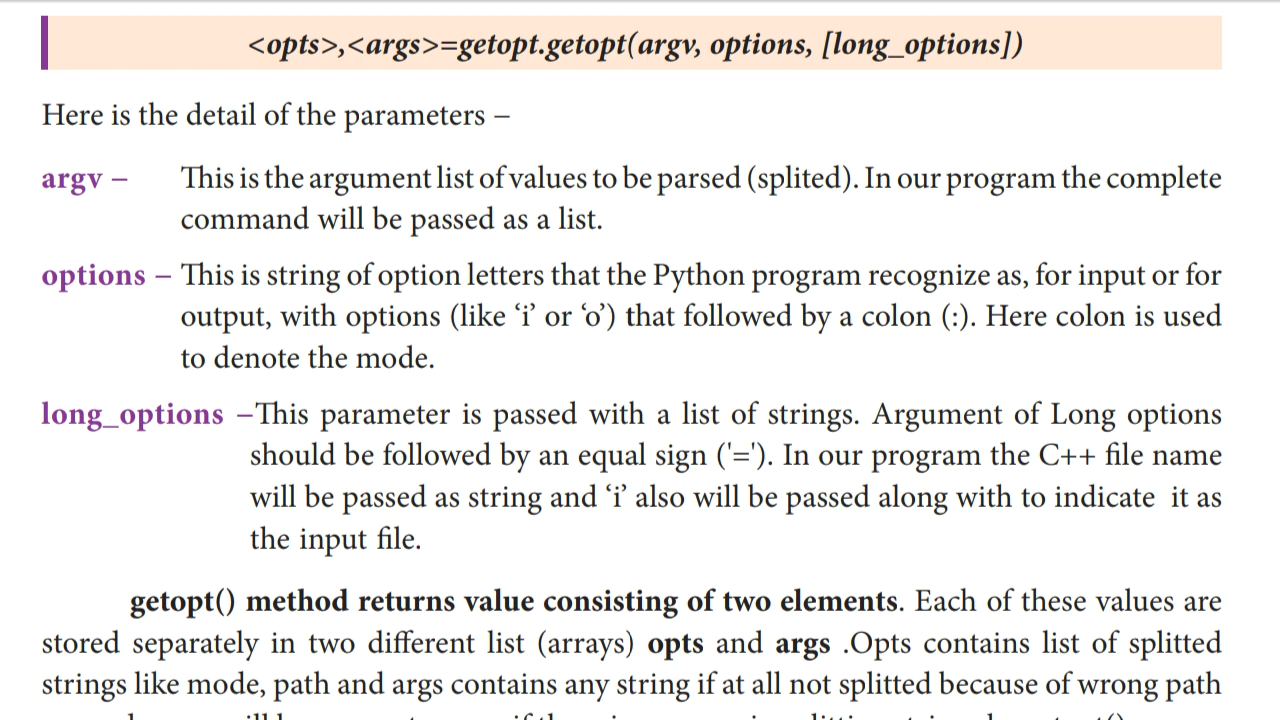 <opts>,<args>=getopt.getopt(argv, options, [long_options])
Here is the detail of the parameters –
argv – This is the argument list of values to be parsed (splited). In our program the complete
command will be passed as a list.
options – This is string of option letters that the Python program recognize as, for input or for
output, with options (like ‘i’ or ‘o’) that followed by a colon (:). Here colon is used
to denote the mode.
long_options –This parameter is passed with a list of strings. Argument of Long options
should be followed by an equal sign ('='). In our program the C++ file name
will be passed as string and ‘i’ also will be passed along with to indicate it as
the input file.
getopt() method returns value consisting of two elements. Each of these values are
stored separately in two different list (arrays) opts and args .Opts contains list of splitted
strings like mode, path and args contains any string if at all not splitted because of wrong path